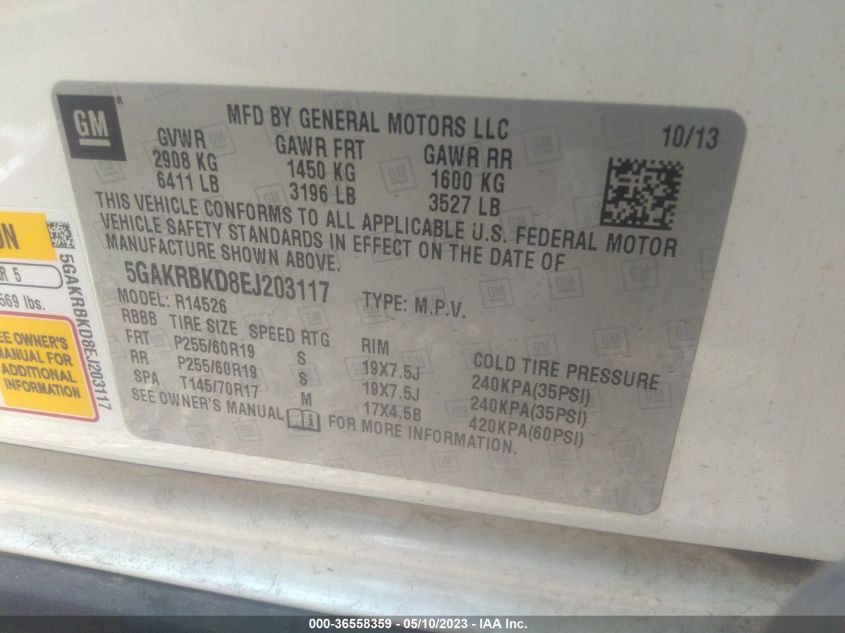 GM
MFD BY GENERAL MOTORS LLC
10/13
GVWR GAWR FRT GAWR RR
2908 KG 1450 KG 1600 KG
6411 LB 3196 LB 3527 LB
THIS VEHICLE CONFORMS TO ALL APPLICABLE U.S. FEDERAL MOTOR
VEHICLE SAFETY STANDARDS IN EFFECT ON THE DATE OF
MANUFACTURE SHOWN ABOVE.
5GAKRBKD8EJ203117 TYPE: M.P.V.
MODEL: R14526
RBBB TIRE SIZE SPEED RTG RIM COLD TIRE PRESSURE
FRT P255/60R19 S 19X7.5J 240KPA(35PSI)
RR P255/60R19 S 19X7.5J 240KPA(35PSI)
SPA T145/70R17 M 17X4.5B 420KPA(60PSI)
SEE OWNER'S MANUAL FOR MORE INFORMATION.
R 5
569 lbs.
EE OWNER'S
MANUAL FOR
ADDITIONAL
INFORMATION
5GAKRBKD8EJ203117
000-36558359 - 05/10/2023 - IAA Inc.